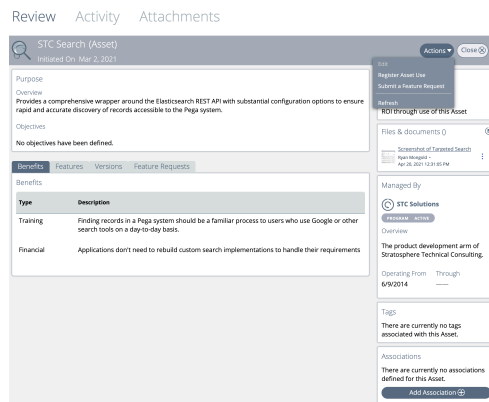 Review Activity Attachments
STC Search (Asset)
Initiated On Mar 2, 2021
Actions
Close
Edit
Register Asset Use
Submit a Feature Request
Refresh
ROI through use of this Asset
Purpose
Overview
Provides a comprehensive wrapper around the Elasticsearch REST API with substantial configuration options to ensure
rapid and accurate discovery of records accessible to the Pega system.
Objectives
No objectives have been defined.
Benefits Features Versions Feature Requests
Benefits
Type Description
Training Finding records in a Pega system should be a familiar process to users who use Google or other
search tools on a day-to-day basis.
Financial Applications don't need to rebuild custom search implementations to handle their requirements
Files & documents ()
Screenshot of Targeted Search
Ryan Mongold •
Apr 28, 2021 12:31:05 PM
Managed By
STC Solutions
PROGRAM ACTIVE
Overview
The product development arm of
Stratosphere Technical Consulting.
Operating From Through
6/9/2014 ——
Tags
There are currently no tags
associated with this Asset.
Associations
There are currently no associations
defined for this Asset.
Add Association